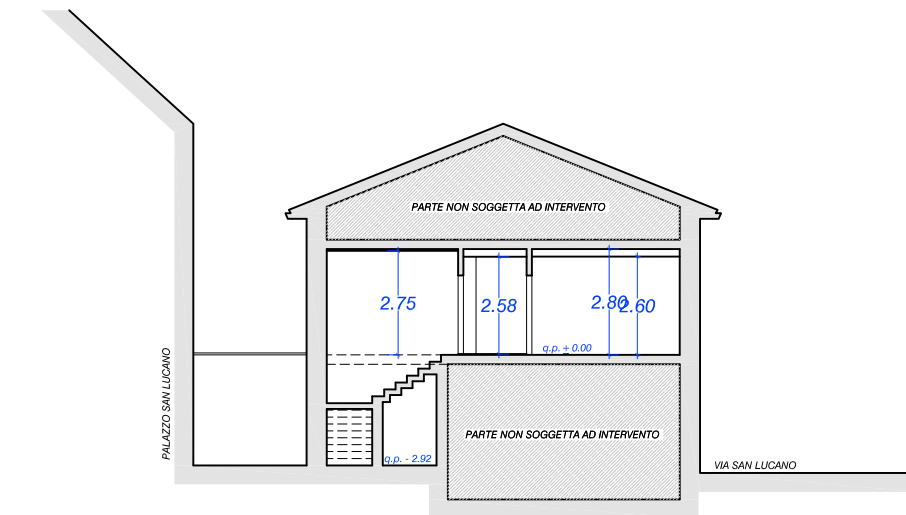 PARTE NON SOGGETTA AD INTERVENTO
2.75
2.58
2.80
2.60
q.p. + 0.00
PALAZZO SAN LUCANO
PARTE NON SOGGETTA AD INTERVENTO
q.p. - 2.92
VIA SAN LUCANO